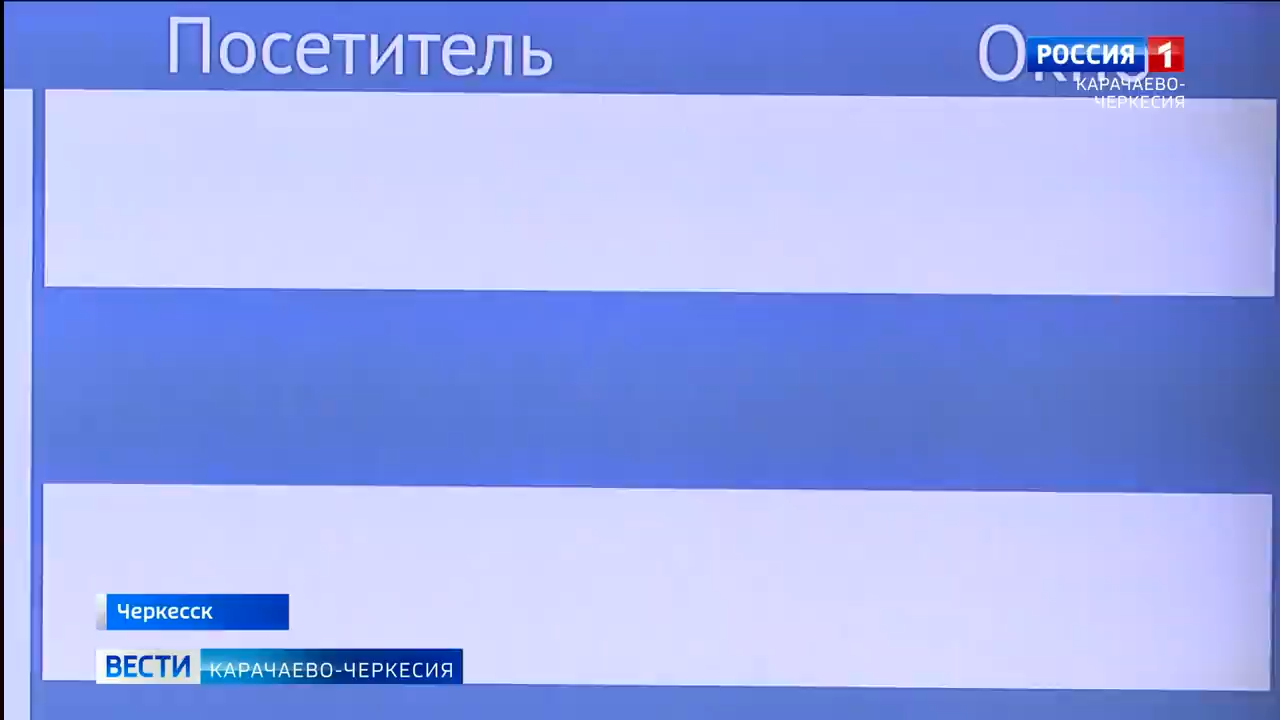 Посетитель
РОССИЯ 1
КАРАЧАЕВО-
ЧЕРКЕСИЯ
Черкесск
ВЕСТИ КАРАЧАЕВО-ЧЕРКЕСИЯ